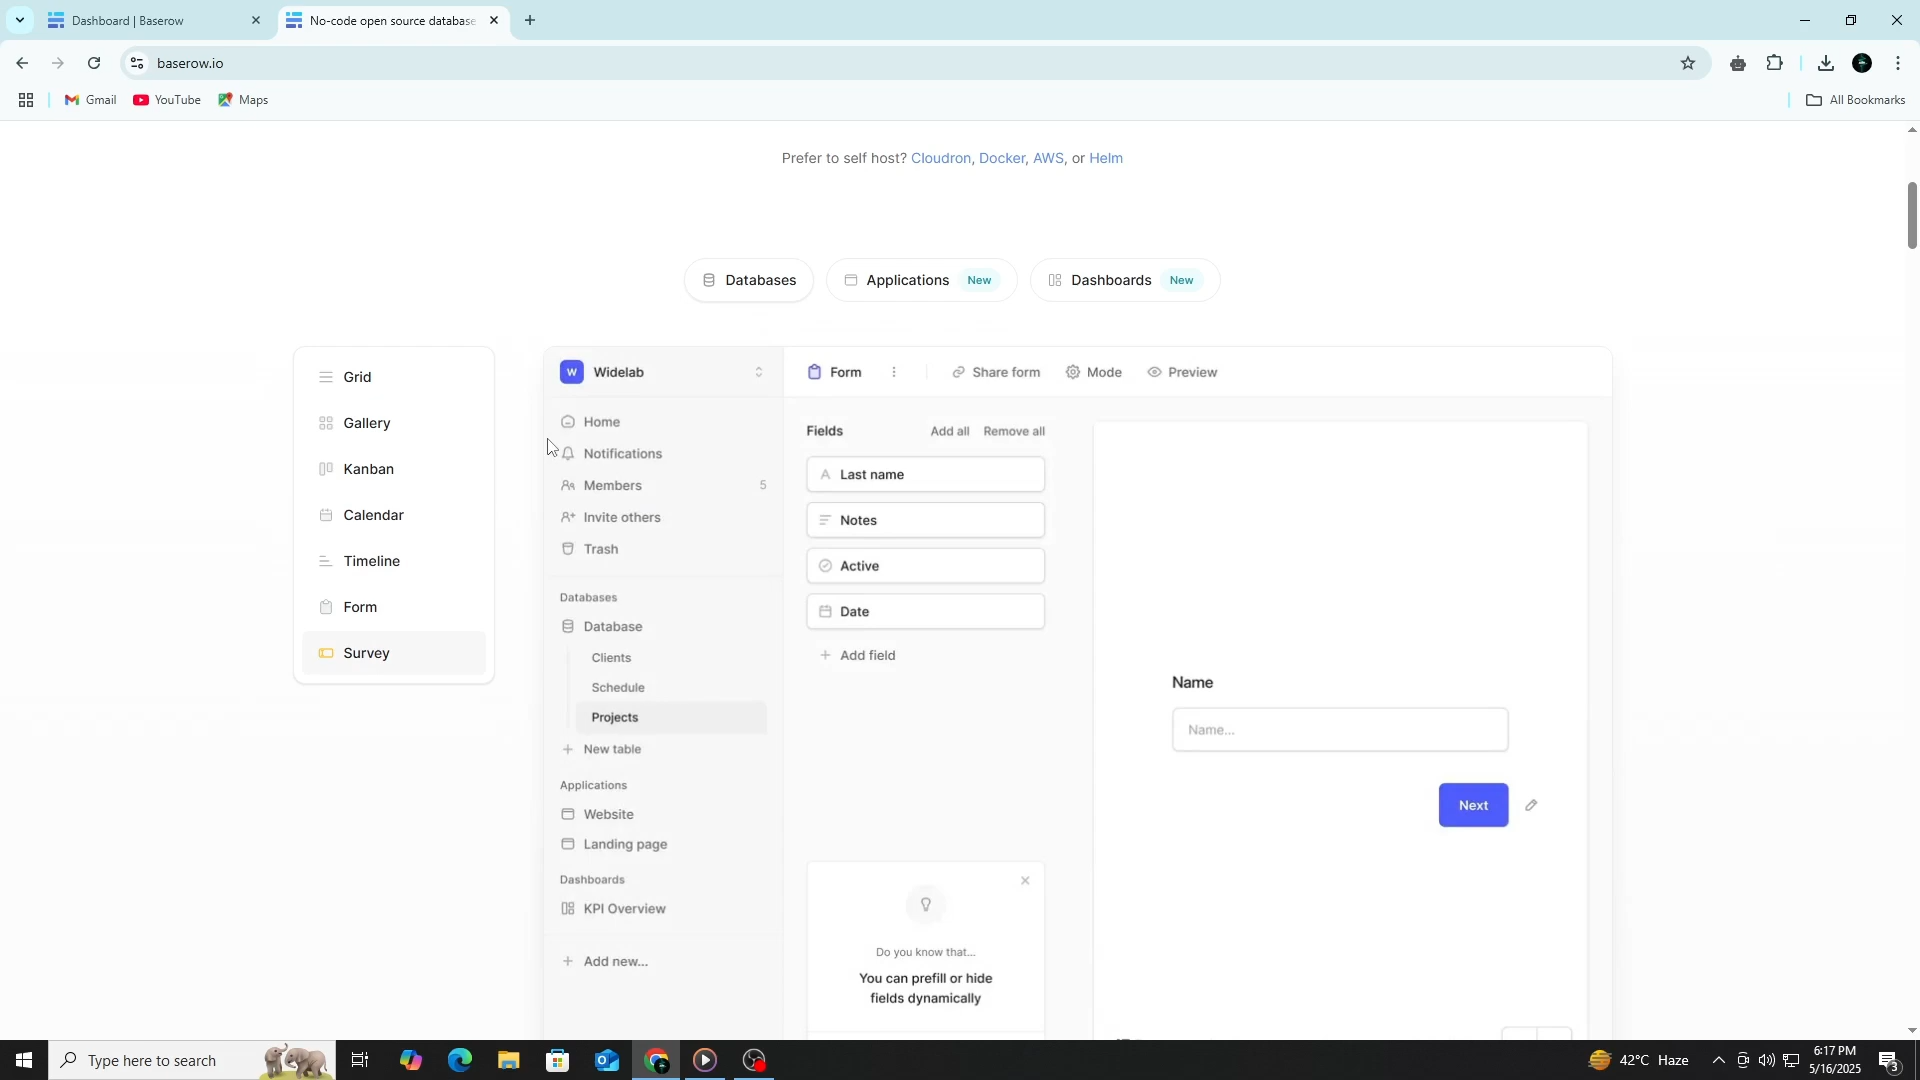 Dashboard | Baserow
No-code open source database
baserow.io
Gmail
YouTube
Maps
All Bookmarks
Prefer to self host? Cloudron, Docker, AWS, or Helm
Databases
Applications New
Dashboards New
Grid
Gallery
Kanban
Calendar
Timeline
Form
Survey
W Widelab
Home
Notifications
Members 5
Invite others
Trash
Databases
Database
Clients
Schedule
Projects
New table
Applications
Website
Landing page
Dashboards
KPI Overview
Add new...
Form
Share form
Mode
Preview
Fields
Add all
Remove all
Last name
Notes
Active
Date
Add field
Do you know that...
You can prefill or hide
fields dynamically
Name
Name...
Next
Type here to search
42°C Haze
6:17 PM
5/16/2025
3